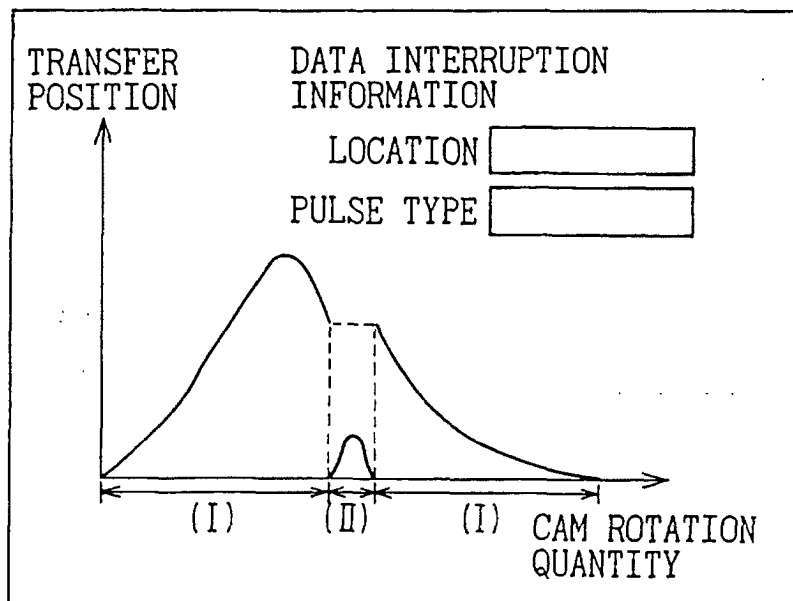 TRANSFER
POSITION
DATA INTERRUPTION
INFORMATION
LOCATION
PULSE TYPE
(I)
(II)
(I)
CAM ROTATION
QUANTITY